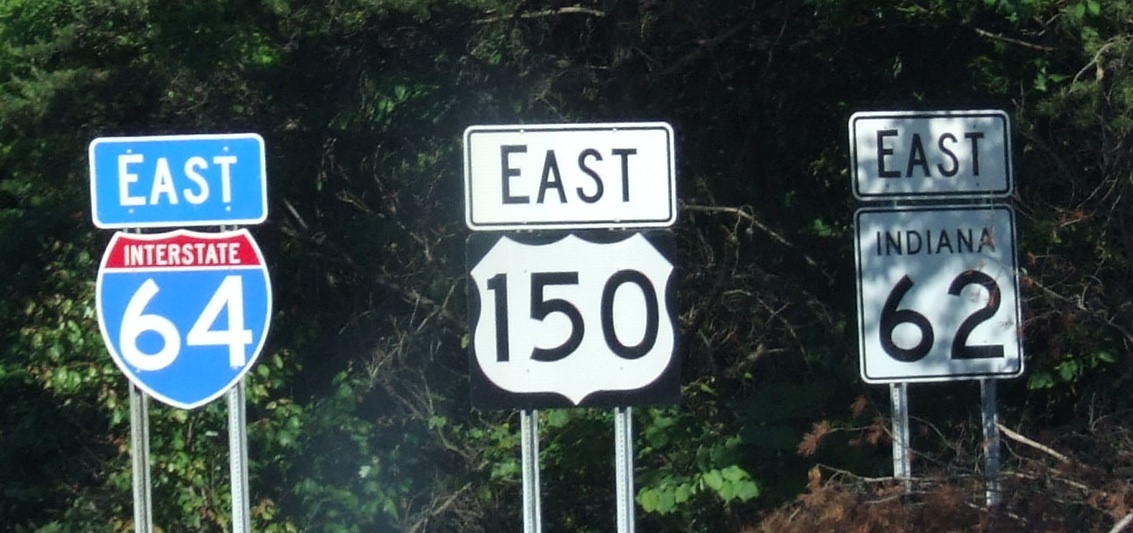 EAST
INTERSTATE
64
EAST
150
EAST
INDIANA
62